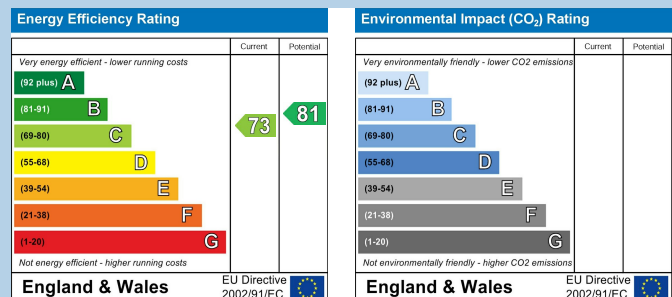 Energy Efficiency Rating
Current Potential
Very energy efficient - lower running costs
(92 plus) A
(81-91) B
(69-80) C
(55-68) D
(39-54) E
(21-38) F
(1-20) G
73
81
Not energy efficient - higher running costs
England & Wales
EU Directive
2002/91/EC
Environmental Impact (CO₂) Rating
Current Potential
Very environmentally friendly - lower CO2 emissions
(92 plus) A
(81-91) B
(69-80) C
(55-68) D
(39-54) E
(21-38) F
(1-20) G
Not environmentally friendly - higher CO2 emissions
England & Wales
EU Directive
2002/91/EC